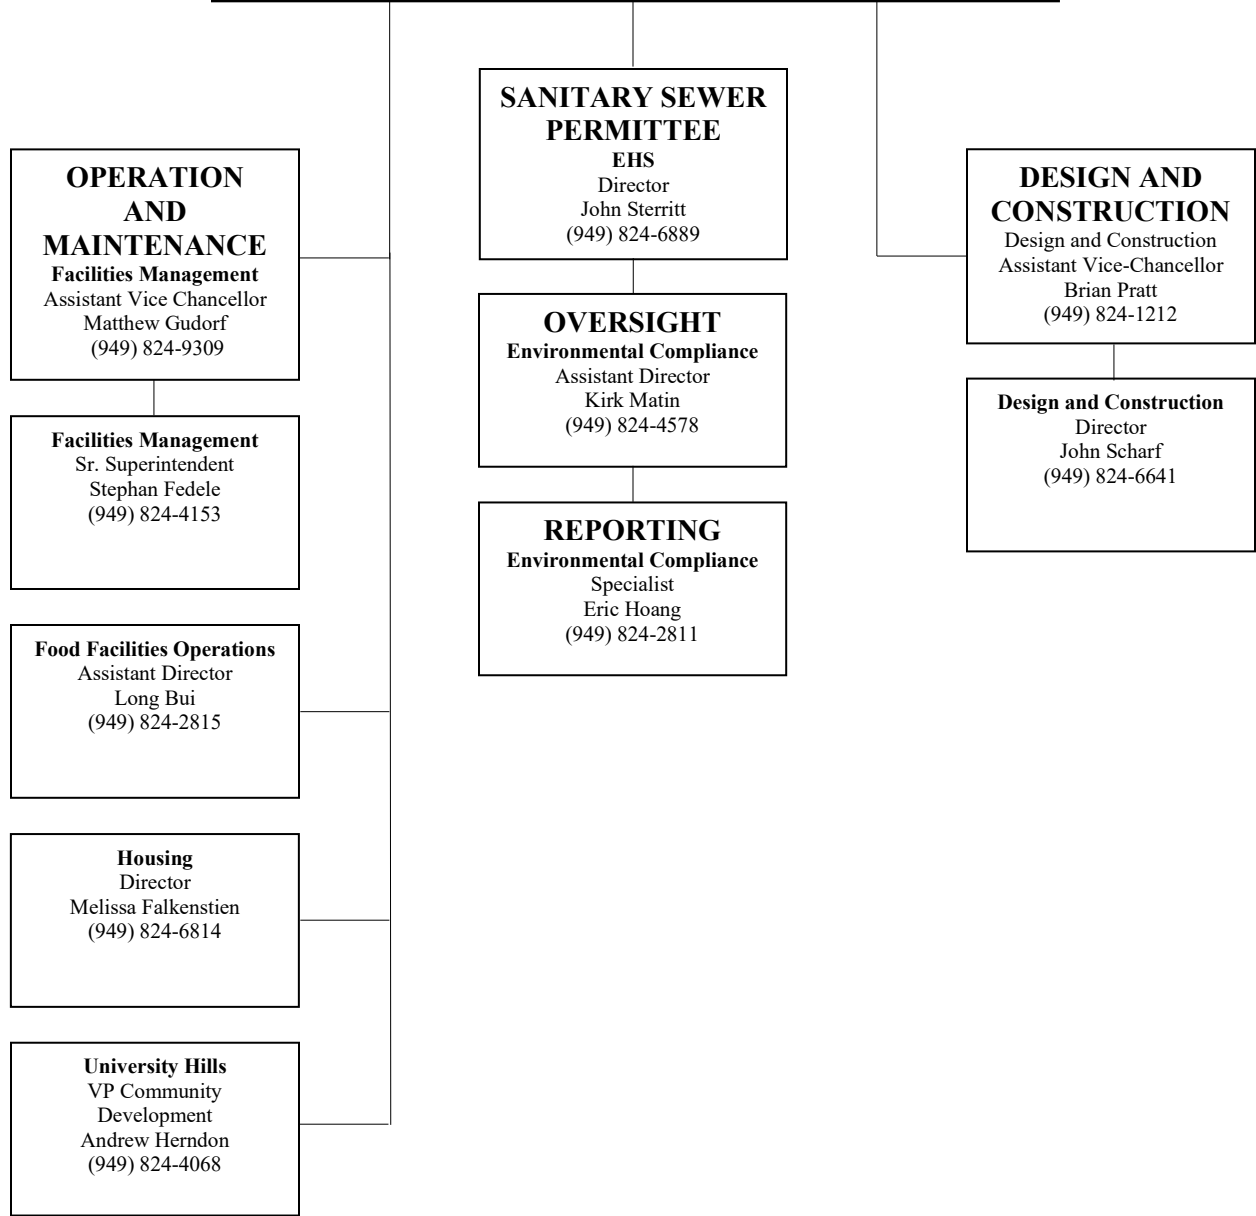 SANITARY SEWER
PERMITTEE
EHS
Director
John Sterritt
(949) 824-6889
OPERATION
AND
MAINTENANCE
Facilities Management
Assistant Vice Chancellor
Matthew Gudorf
(949) 824-9309
DESIGN AND
CONSTRUCTION
Design and Construction
Assistant Vice-Chancellor
Brian Pratt
(949) 824-1212
OVERSIGHT
Environmental Compliance
Assistant Director
Kirk Matin
(949) 824-4578
Design and Construction
Director
John Scharf
(949) 824-6641
Facilities Management
Sr. Superintendent
Stephan Fedele
(949) 824-4153
REPORTING
Environmental Compliance
Specialist
Eric Hoang
(949) 824-2811
Food Facilities Operations
Assistant Director
Long Bui
(949) 824-2815
Housing
Director
Melissa Falkenstien
(949) 824-6814
University Hills
VP Community
Development
Andrew Herndon
(949) 824-4068